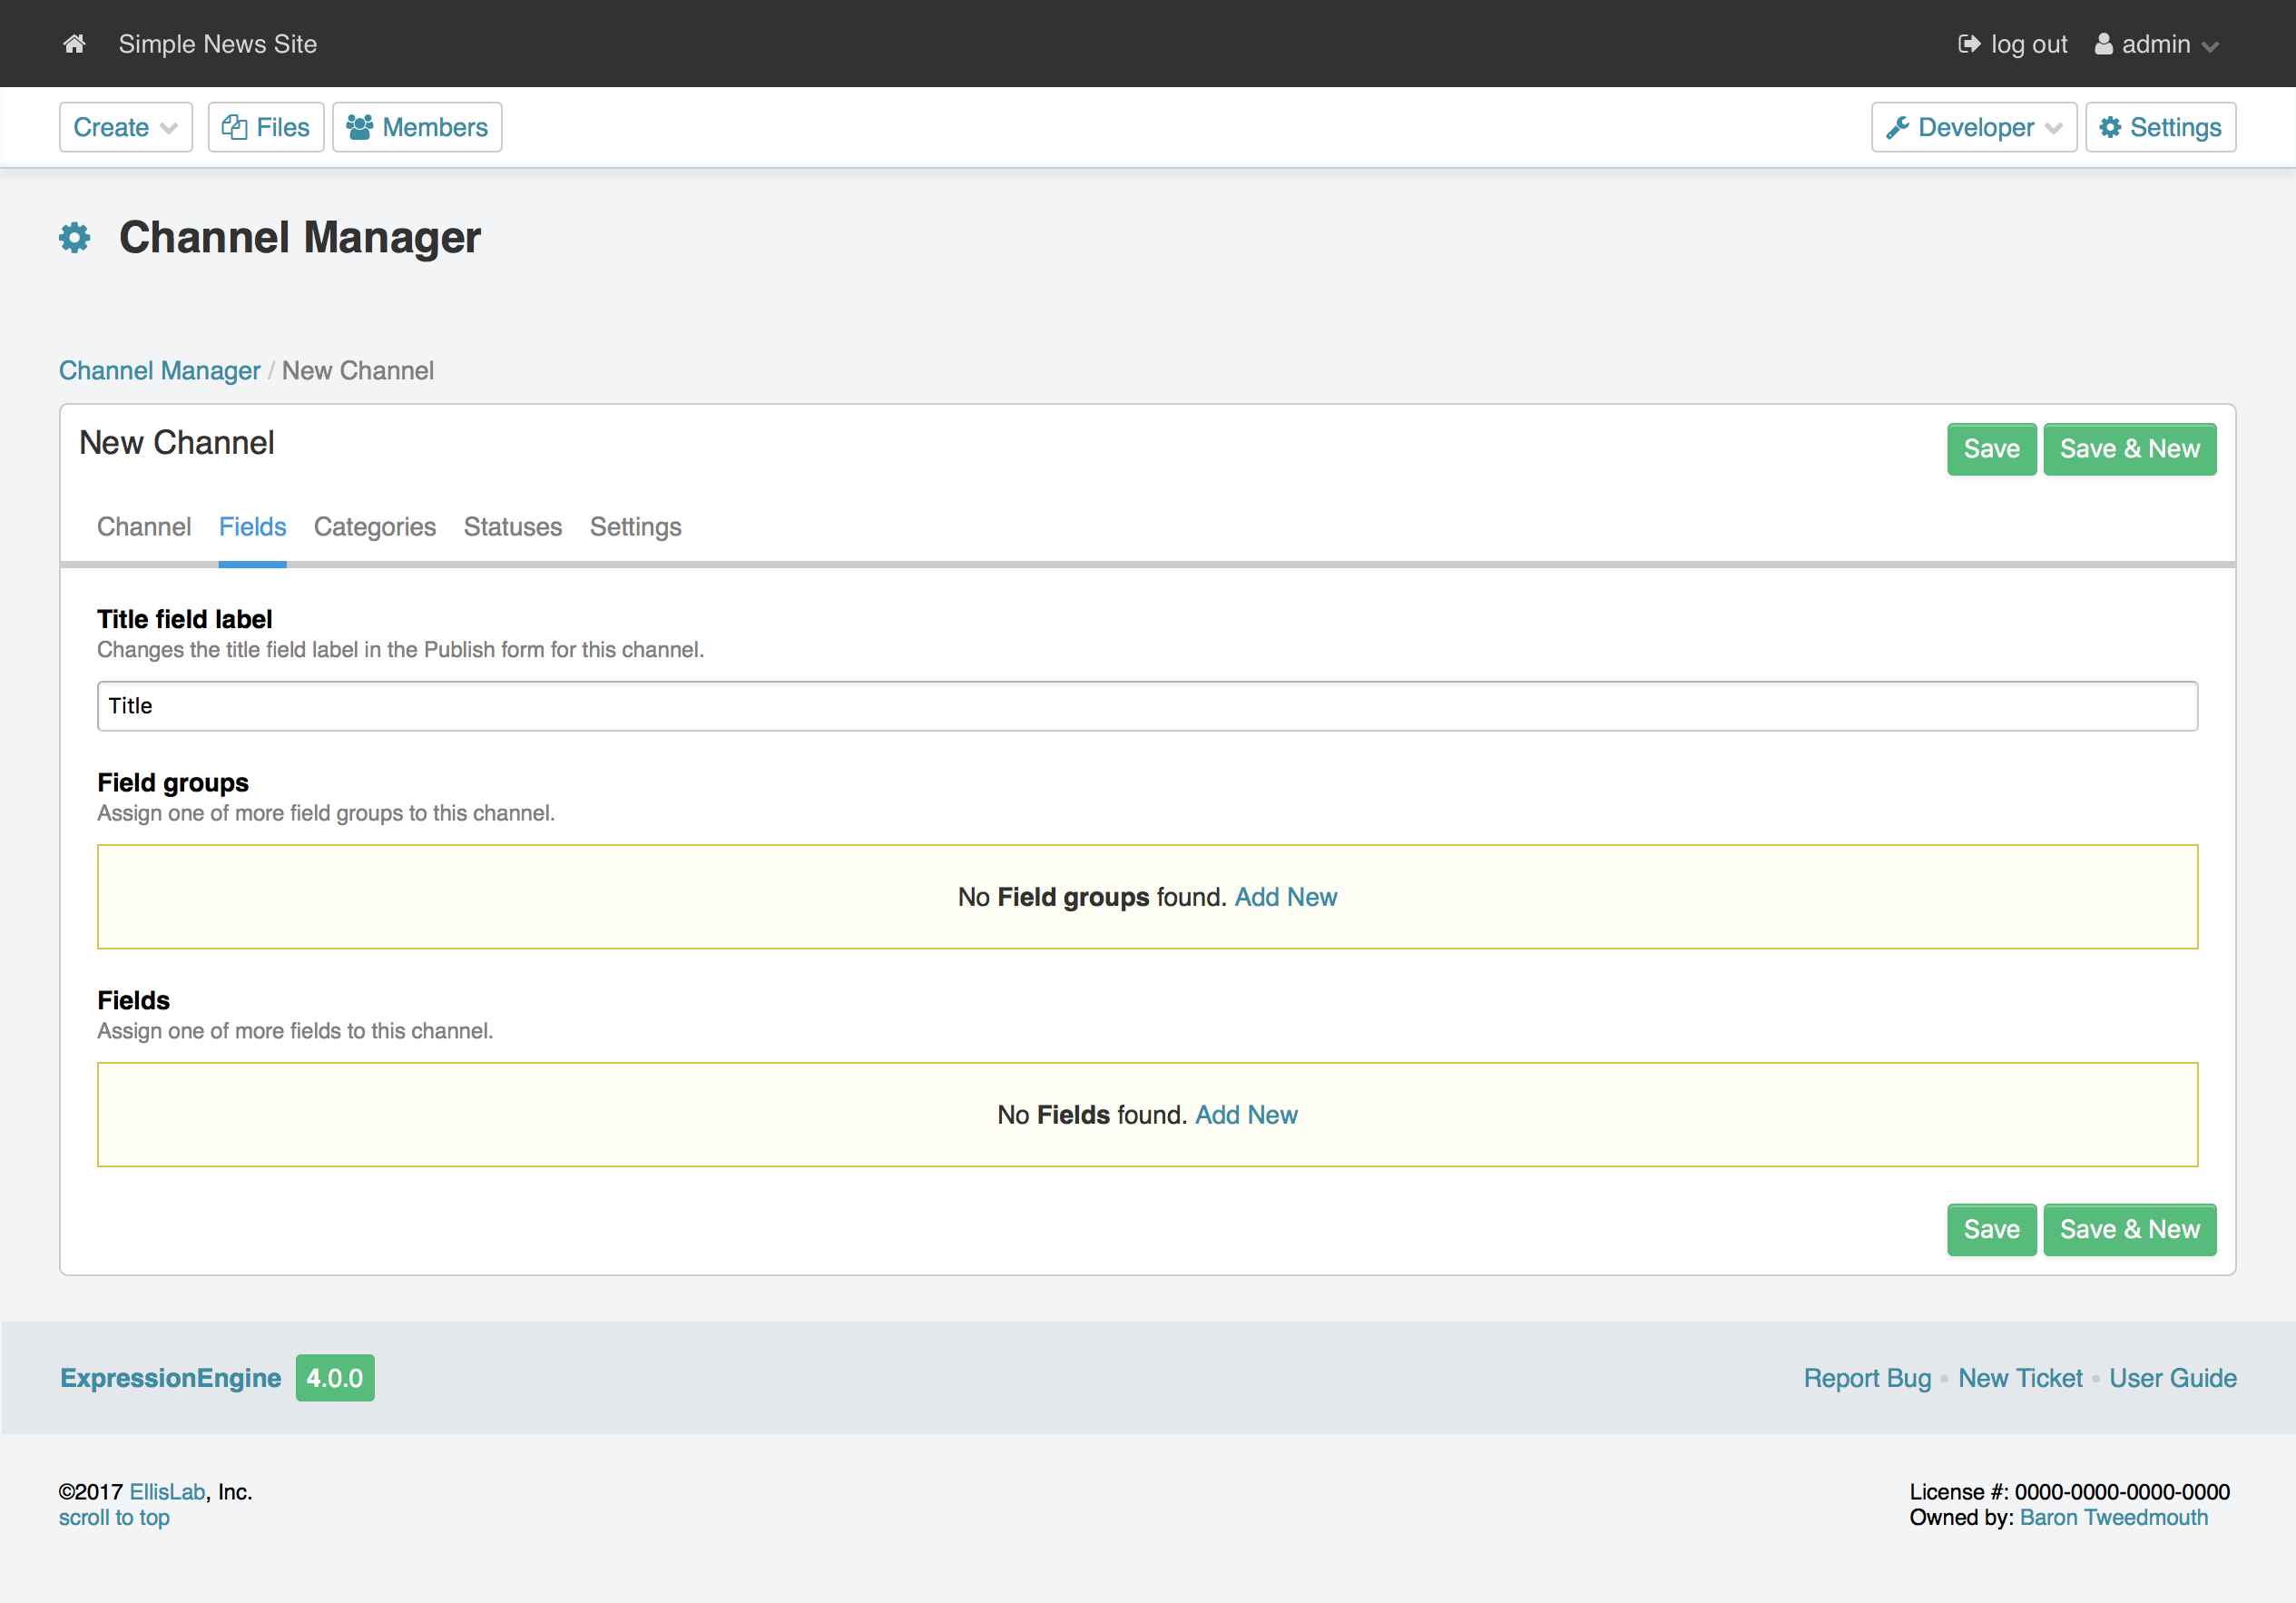 Simple News Site log out admin
Create Files Members Developer Settings
Channel Manager
Channel Manager / New Channel
New Channel Save Save & New
Channel Fields Categories Statuses Settings
Title field label
Changes the title field label in the Publish form for this channel.
Title
Field groups
Assign one of more field groups to this channel.
No Field groups found. Add New
Fields
Assign one of more fields to this channel.
No Fields found. Add New
Save Save & New
ExpressionEngine 4.0.0 Report Bug • New Ticket • User Guide
©2017 EllisLab, Inc. License #: 0000-0000-0000-0000
scroll to top Owned by: Baron Tweedmouth